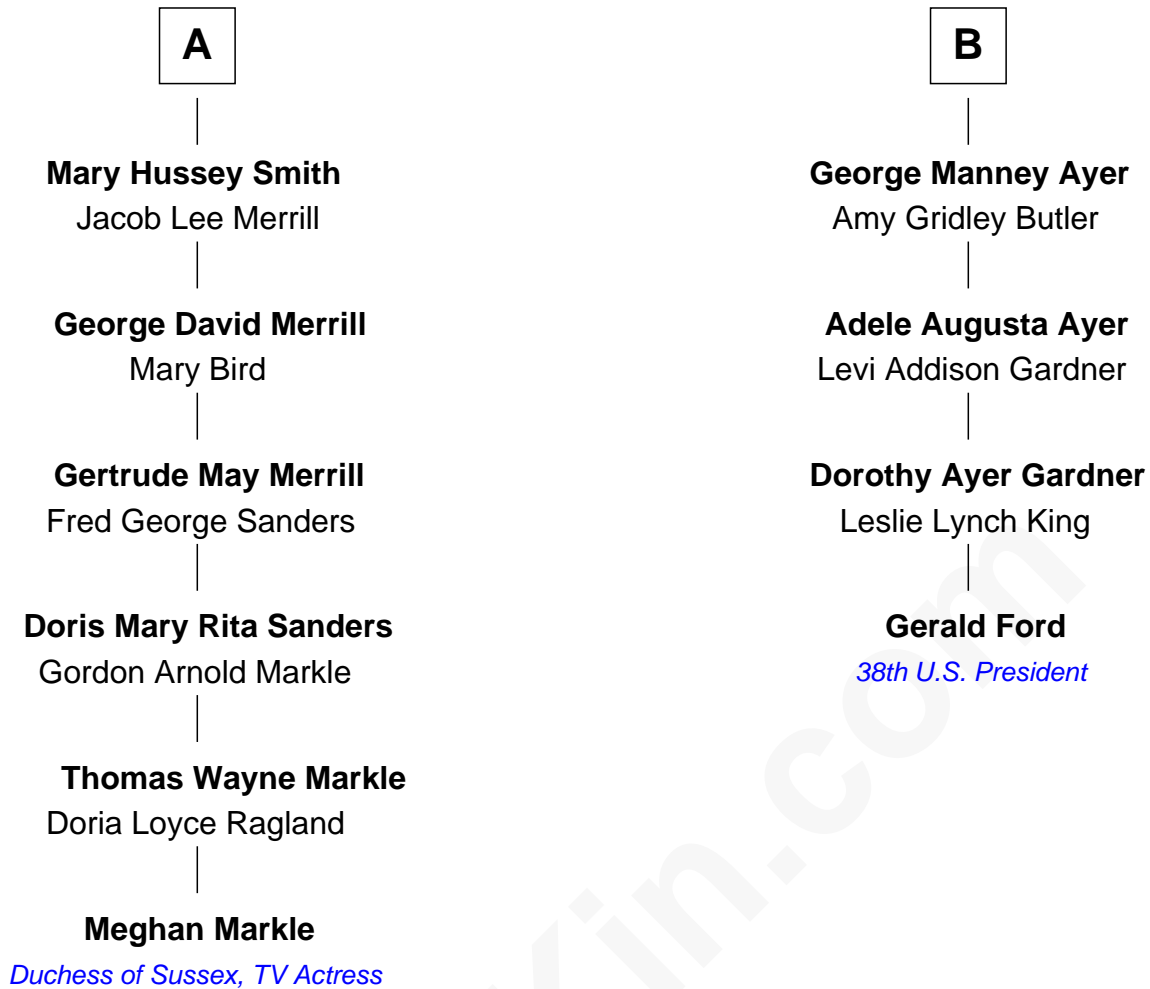 A
Mary Hussey Smith
Jacob Lee Merrill
George David Merrill
Mary Bird
Gertrude May Merrill
Fred George Sanders
Doris Mary Rita Sanders
Gordon Arnold Markle
Thomas Wayne Markle
Doria Loyce Ragland
Meghan Markle
Duchess of Sussex, TV Actress
B
George Manney Ayer
Amy Gridley Butler
Adele Augusta Ayer
Levi Addison Gardner
Dorothy Ayer Gardner
Leslie Lynch King
Gerald Ford
38th U.S. President
Kin.com